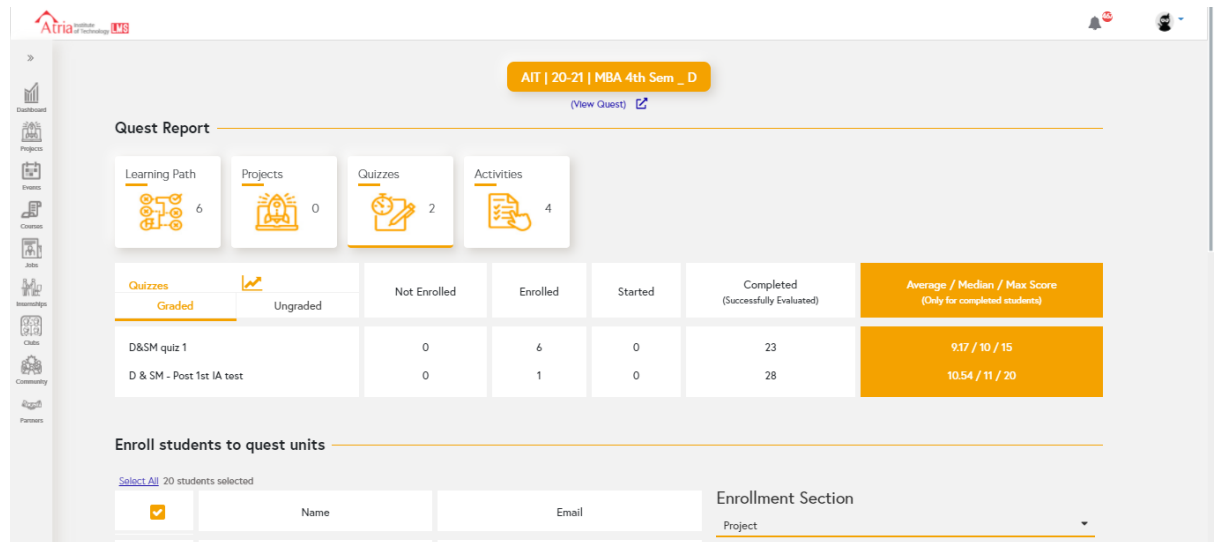 Atria Institute of Technology LMS
AIT | 20-21 | MBA 4th Sem _ D
(View Quest)
Dashboard
Projects
Events
Courses
Jobs
Internships
Clubs
Community
Partners
Quest Report
Learning Path
6
Projects
0
Quizzes
2
Activities
4
Quizzes
Graded Ungraded
Not Enrolled
Enrolled
Started
Completed
(Successfully Evaluated)
Average / Median / Max Score
(Only for completed students)
D&SM quiz 1 0 6 0 23 9.17 / 10 / 15
D & SM - Post 1st IA test 0 1 0 28 10.54 / 11 / 20
Enroll students to quest units
Select All 20 students selected
Name Email
Enrollment Section
Project